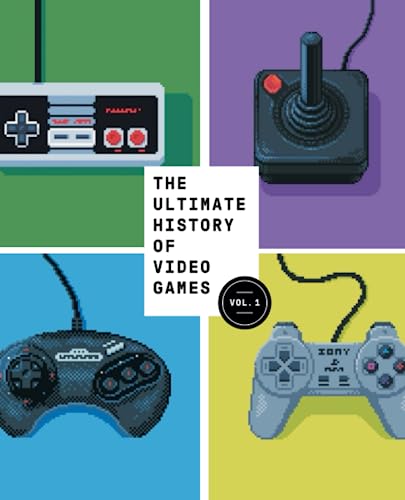 THE
ULTIMATE
HISTORY
OF
VIDEO
GAMES
VOL. 1